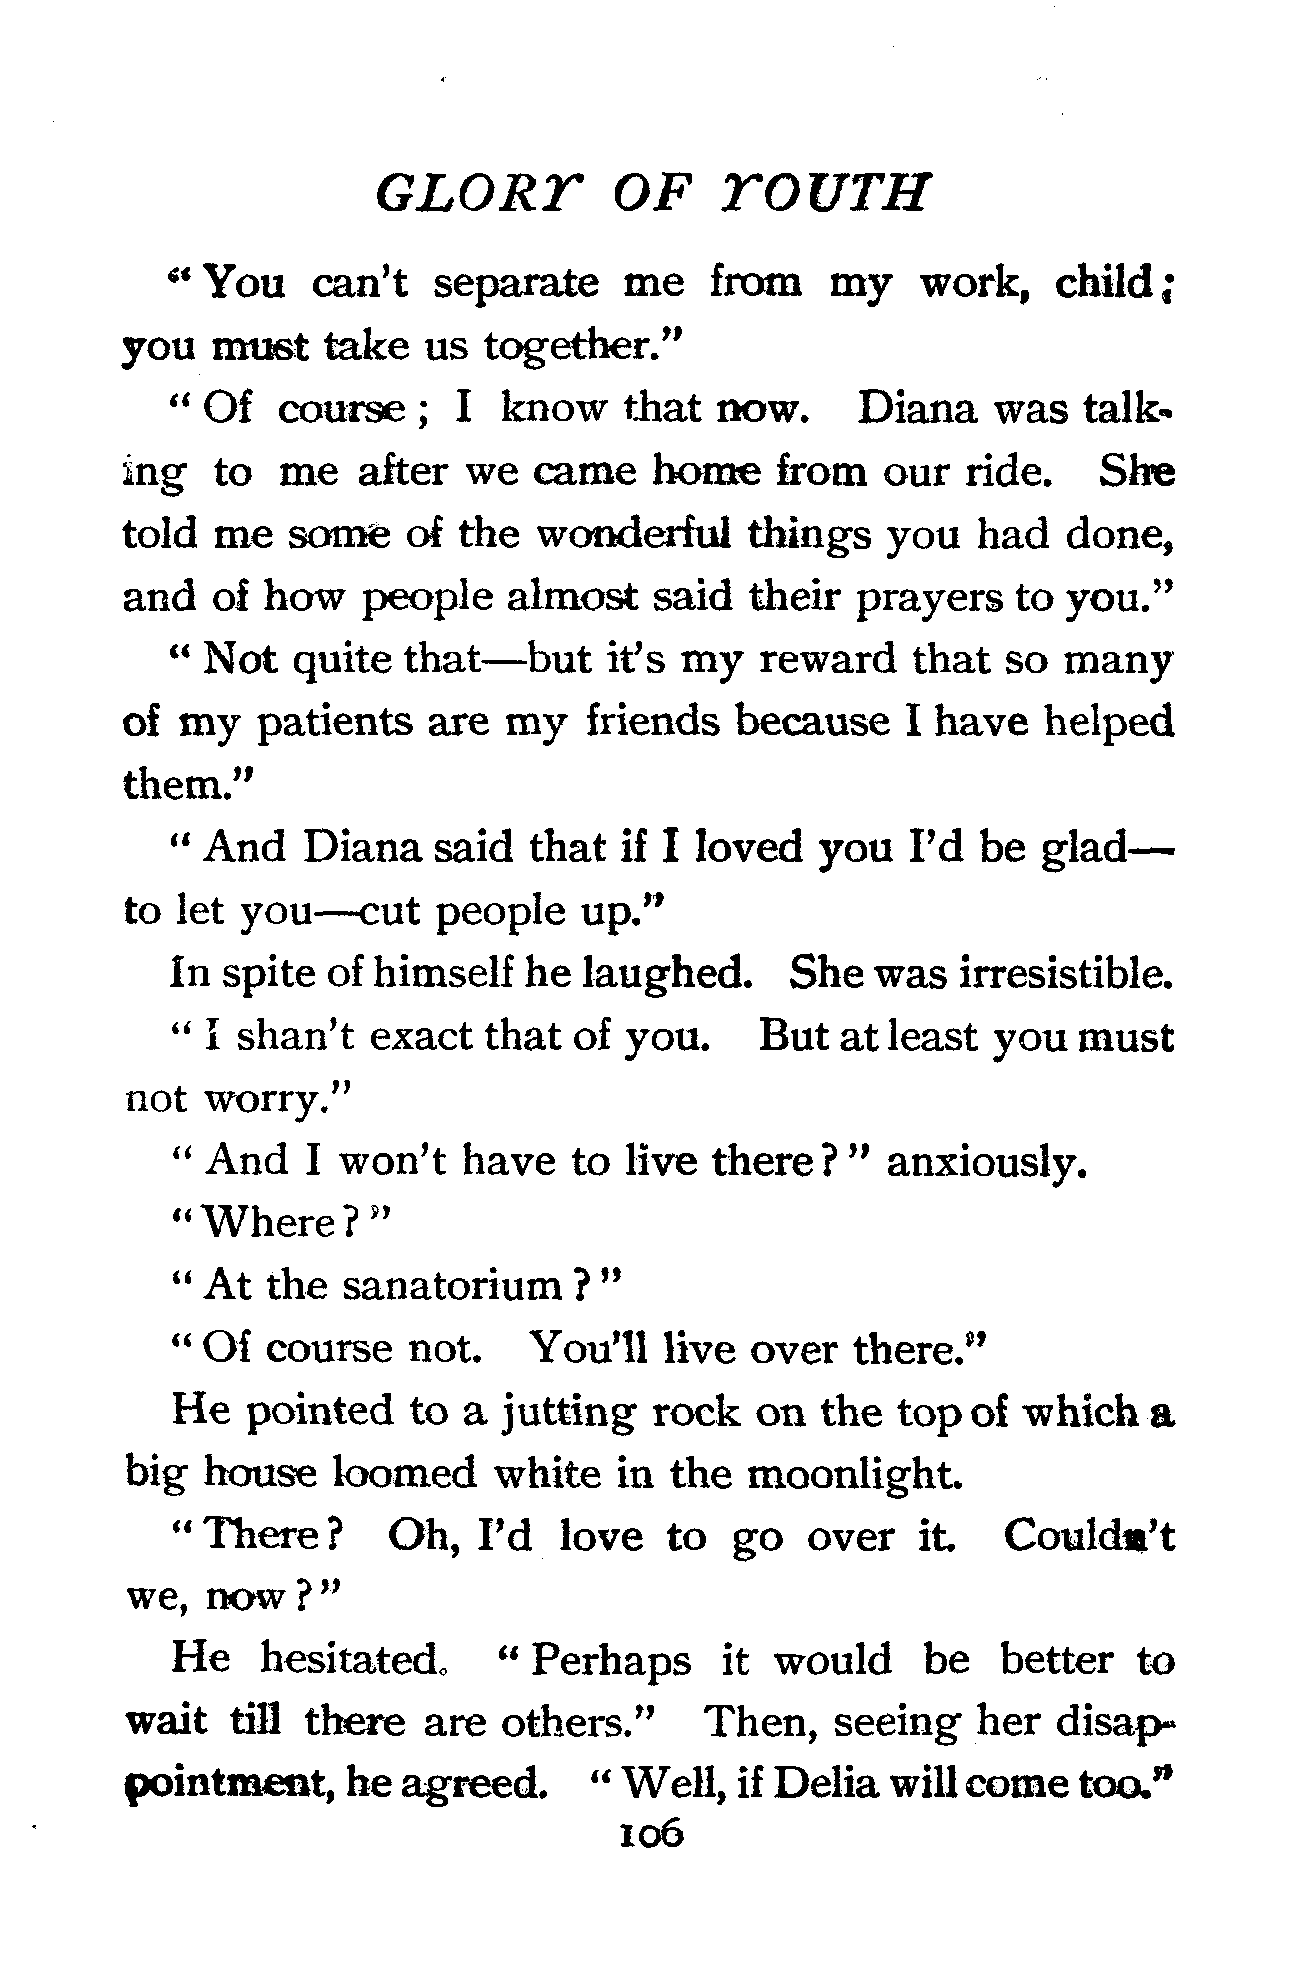 GLORY OF YOUTH
“ You can't separate me from my work, child ;
you must take us together.”
“ Of course ; I know that now. Diana was talk-
ing to me after we came home from our ride. She
told me some of the wonderful things you had done,
and of how people almost said their prayers to you.”
“ Not quite that—but it's my reward that so many
of my patients are my friends because I have helped
them.”
“ And Diana said that if I loved you I'd be glad—
to let you—cut people up.”
In spite of himself he laughed. She was irresistible.
“ I shan't exact that of you. But at least you must
not worry.”
“ And I won't have to live there ? ” anxiously.
“ Where ? ”
“ At the sanatorium ? ”
“ Of course not. You'll live over there.”
He pointed to a jutting rock on the top of which a
big house loomed white in the moonlight.
“ There ? Oh, I'd love to go over it. Couldn't
we, now ? ”
He hesitated. “ Perhaps it would be better to
wait till there are others.” Then, seeing her disap-
pointment, he agreed. “ Well, if Delia will come too.”
106